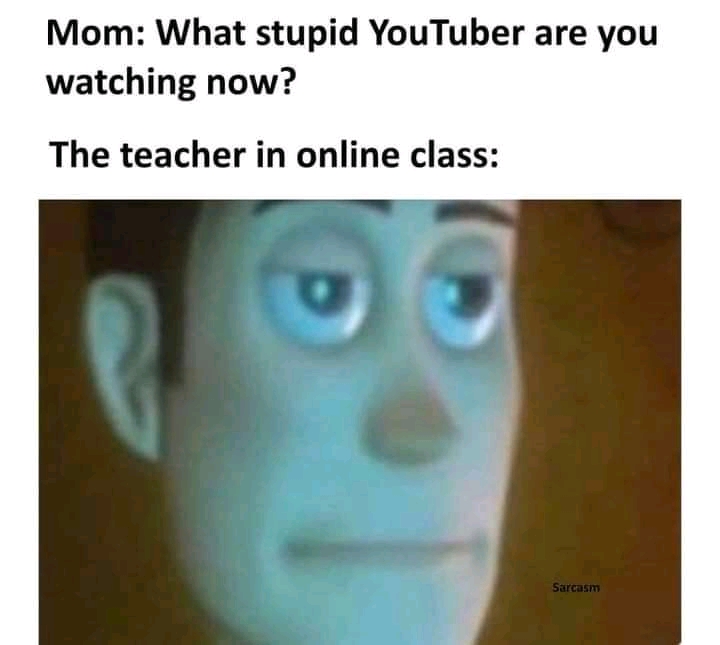 Mom: What stupid YouTuber are you
watching now?
The teacher in online class:
Sarcasm